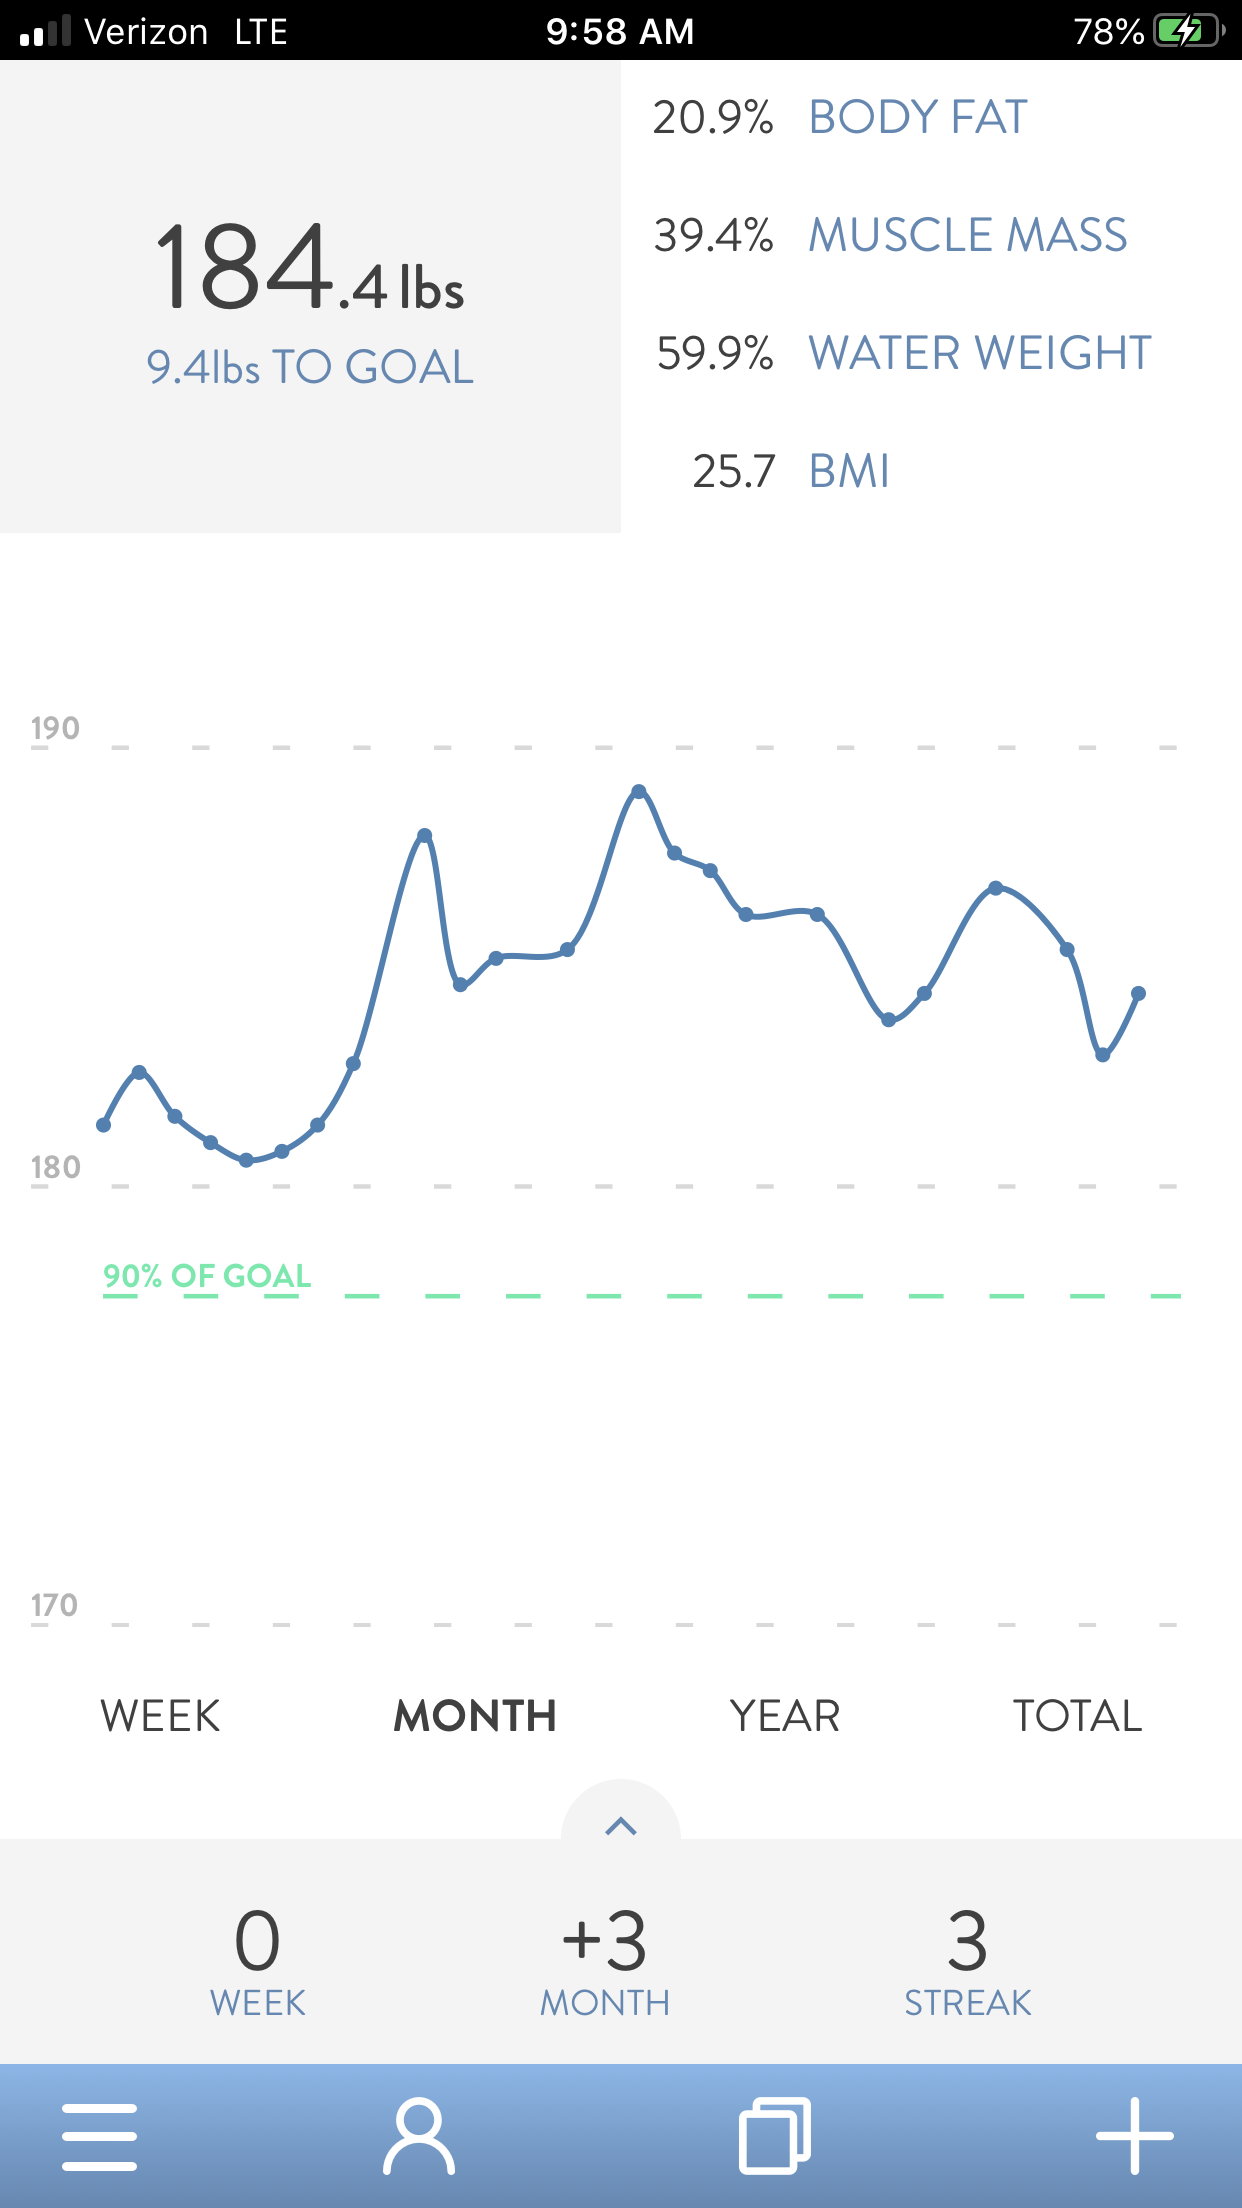 Verizon LTE 9:58 AM 78%
184.4 lbs
9.4lbs TO GOAL
20.9% BODY FAT
39.4% MUSCLE MASS
59.9% WATER WEIGHT
25.7 BMI
190
180
90% OF GOAL
170
WEEK MONTH YEAR TOTAL
0 +3 3
WEEK MONTH STREAK